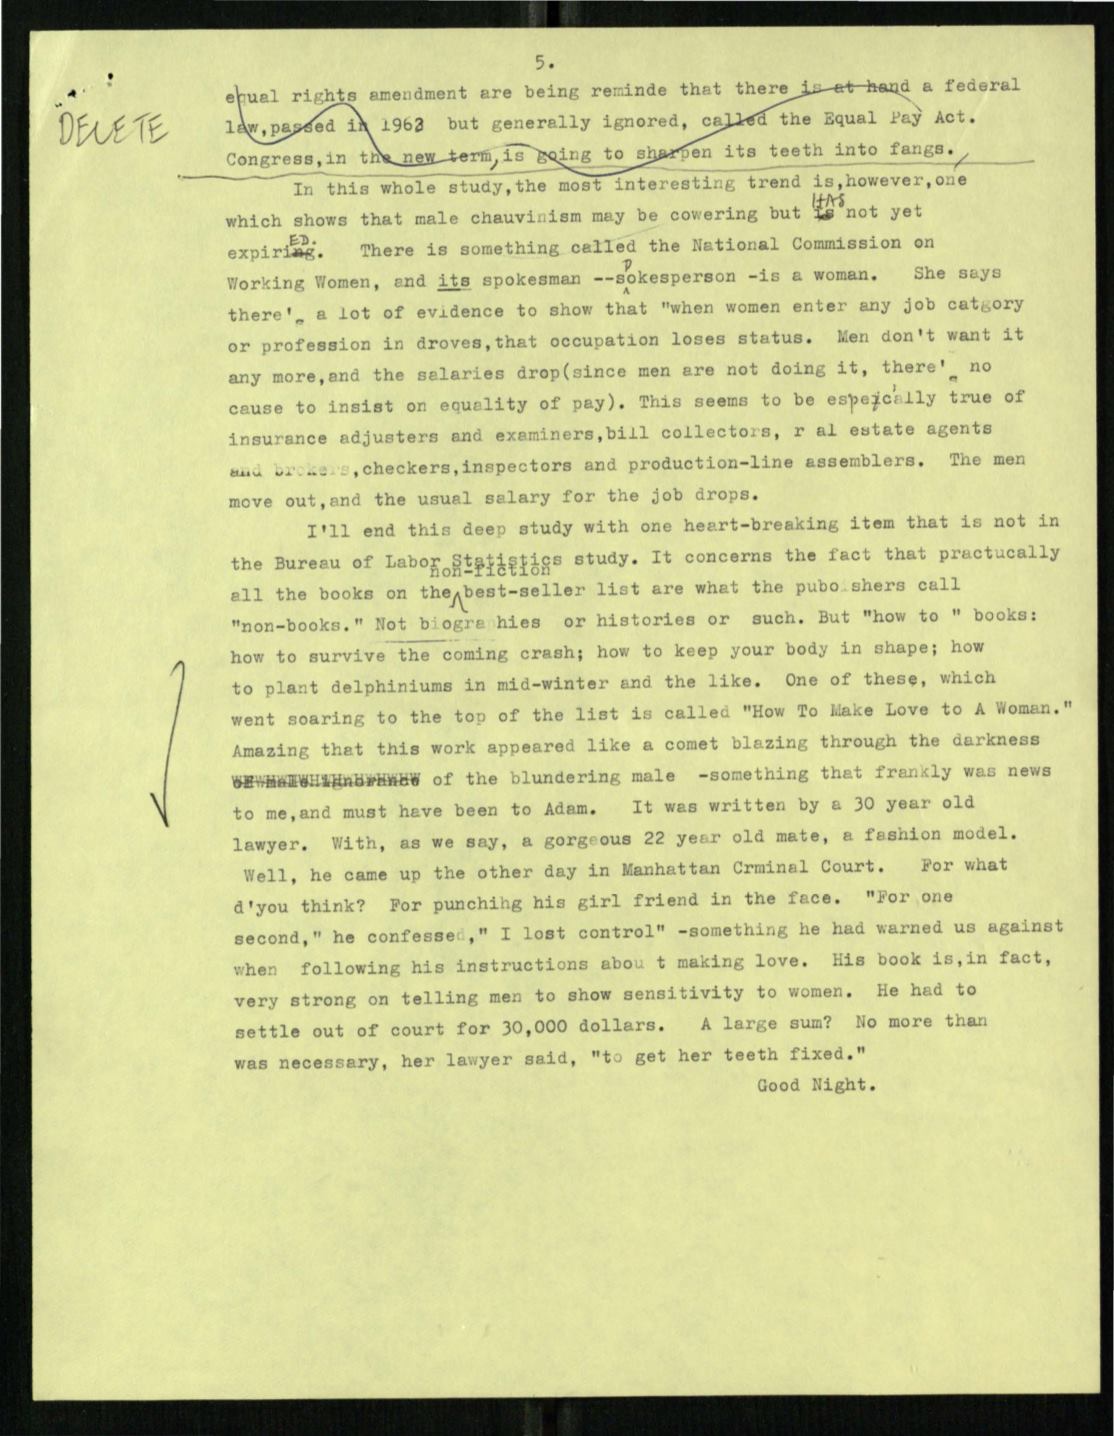 5.
DELETE
equal rights amendment are being reminde that there is at hand a federal
law,passed in 1963 but generally ignored, called the Equal Pay Act.
Congress,in the new term,is going to sharpen its teeth into fangs.
In this whole study,the most interesting trend is,however,one
HAS
which shows that male chauvinism may be cowering but is not yet
ED.
expiring. There is something called the National Commission on
Working Women, and its spokesman --spokesperson -is a woman. She says
there' a lot of evidence to show that "when women enter any job catgory
or profession in droves,that occupation loses status. Men don't want it
any more,and the salaries drop(since men are not doing it, there' no
cause to insist on equality of pay). This seems to be especially true of
insurance adjusters and examiners,bill collectors, r al estate agents
and brokers,checkers,inspectors and production-line assemblers. The men
move out,and the usual salary for the job drops.
I'll end this deep study with one heart-breaking item that is not in
the Bureau of Labor Statistics study. It concerns the fact that practucally
non-fiction
all the books on the best-seller list are what the pubo shers call
"non-books." Not biogra hies or histories or such. But "how to " books:
how to survive the coming crash; how to keep your body in shape; how
to plant delphiniums in mid-winter and the like. One of these, which
went soaring to the top of the list is called "How To Make Love to A Woman."
Amazing that this work appeared like a comet blazing through the darkness
of the blundering male -something that frankly was news
to me,and must have been to Adam. It was written by a 30 year old
lawyer. With, as we say, a gorgeous 22 year old mate, a fashion model.
Well, he came up the other day in Manhattan Crminal Court. For what
d'you think? For punchihg his girl friend in the face. "For one
second," he confessed," I lost control" -something he had warned us against
when following his instructions abou t making love. His book is,in fact,
very strong on telling men to show sensitivity to women. He had to
settle out of court for 30,000 dollars. A large sum? No more than
was necessary, her lawyer said, "to get her teeth fixed."
Good Night.